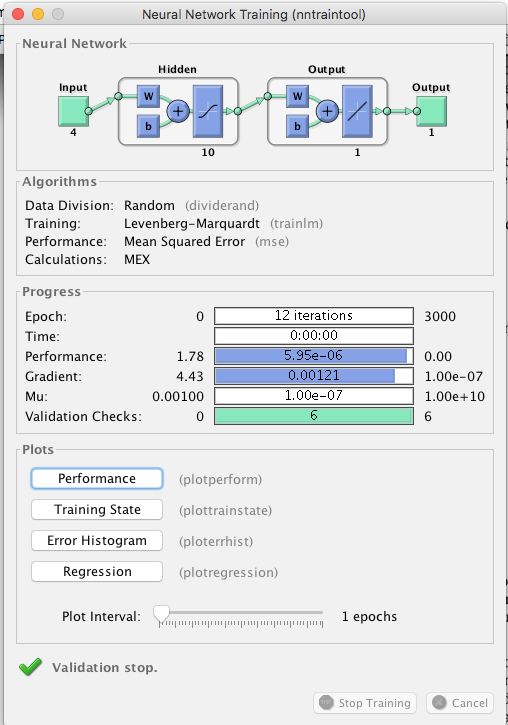 Neural Network Training (nntraintool)
Neural Network
Hidden Output
Input Output
W W
b b
4 10 1 1
Algorithms
Data Division: Random (dividerand)
Training: Levenberg-Marquardt (trainlm)
Performance: Mean Squared Error (mse)
Calculations: MEX
Progress
Epoch: 0 12 iterations 3000
Time: 0:00:00
Performance: 1.78 5.95e-06 0.00
Gradient: 4.43 0.00121 1.00e-07
Mu: 0.00100 1.00e-07 1.00e+10
Validation Checks: 0 6 6
Plots
Performance (plotperform)
Training State (plottrainstate)
Error Histogram (ploterrhist)
Regression (plotregression)
Plot Interval: 1 epochs
Validation stop.
Stop Training Cancel